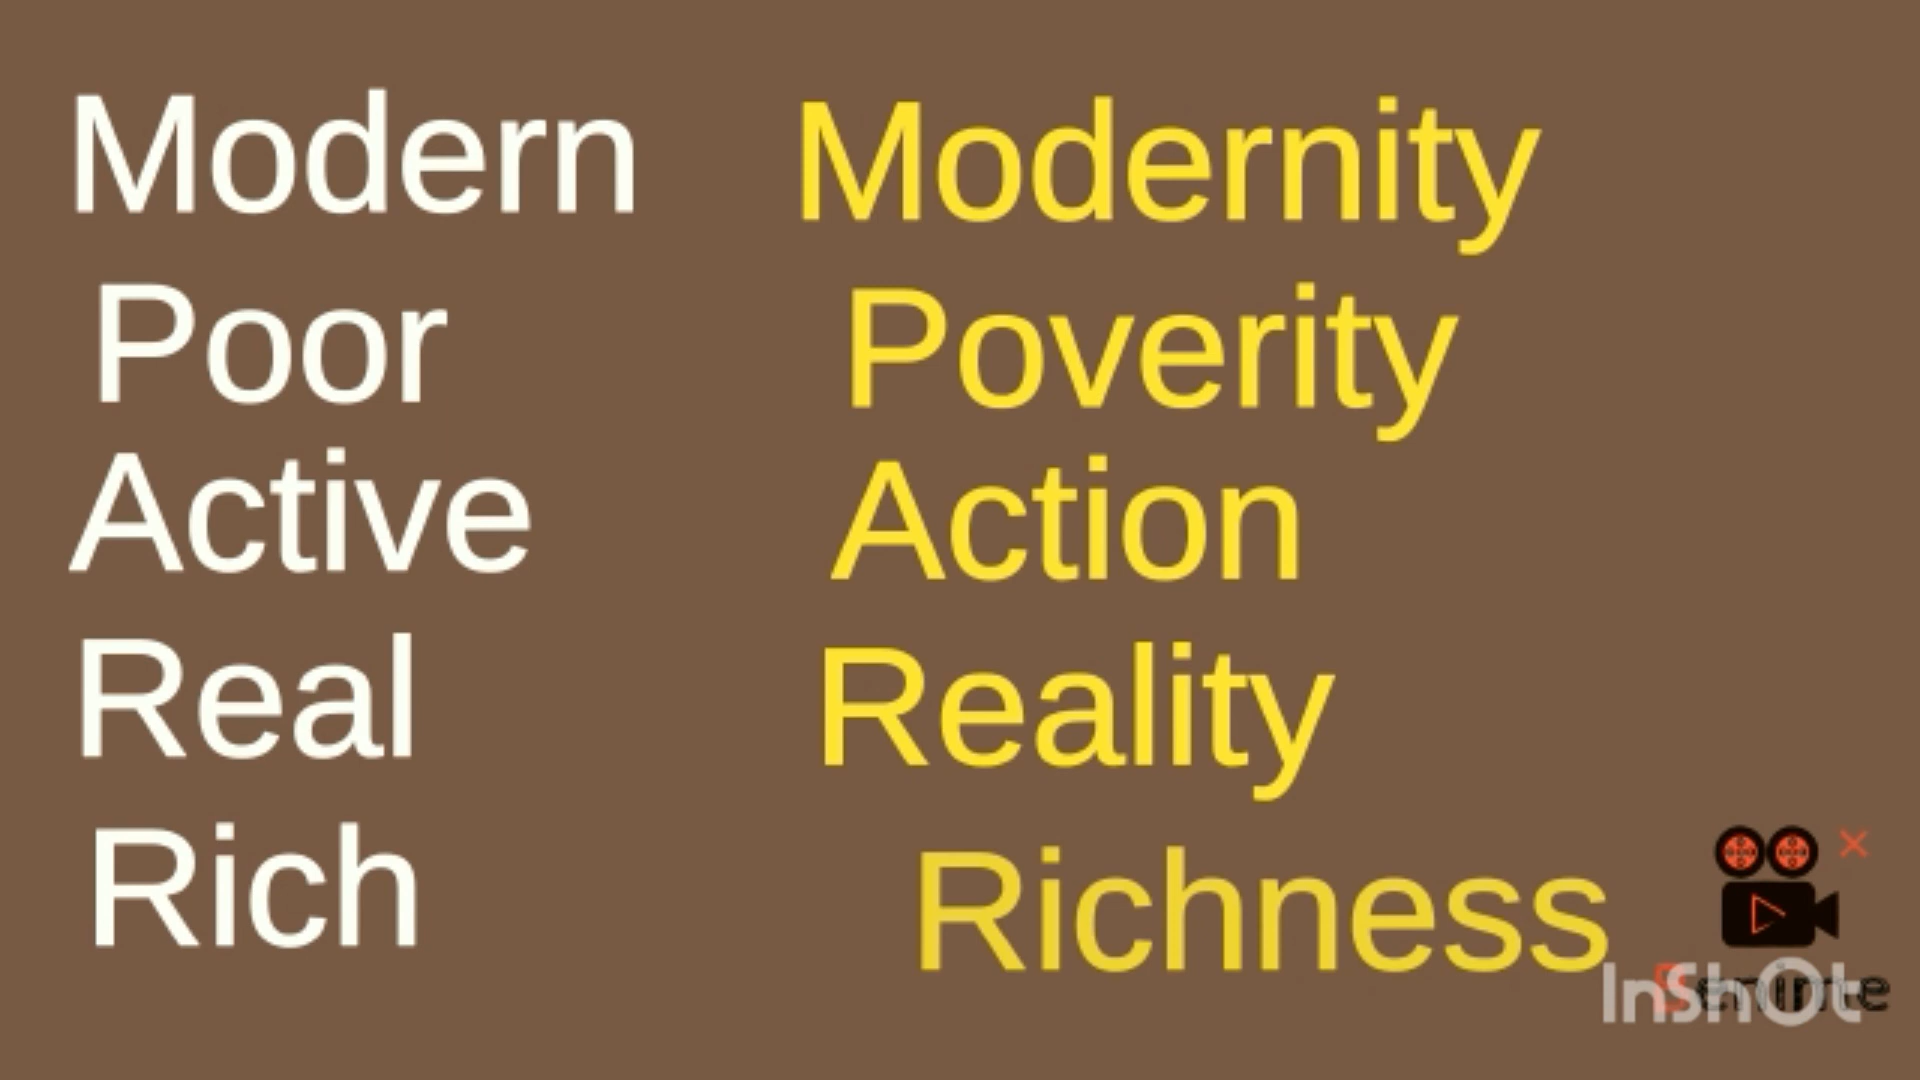 Modern Modernity
Poor Poverity
Active Action
Real Reality
Rich Richness
InShOt